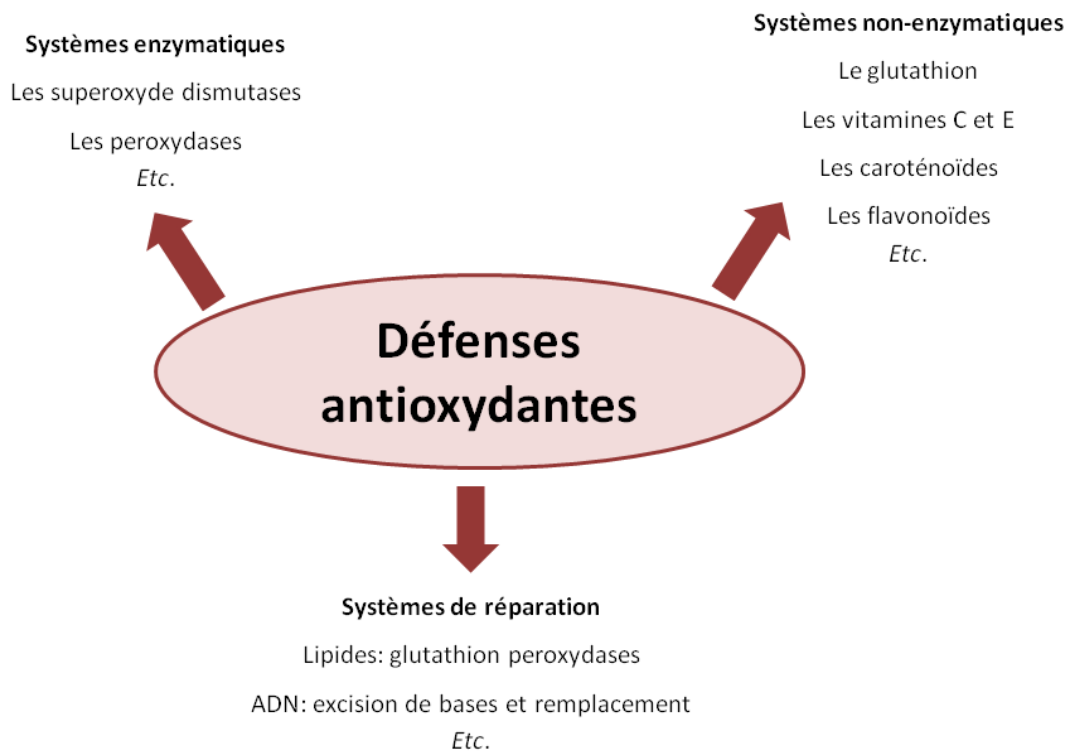 Systèmes enzymatiques
Les superoxyde dismutases
Les peroxydases
Etc.
Systèmes non-enzymatiques
Le glutathion
Les vitamines C et E
Les caroténoïdes
Les flavonoïdes
Etc.
Défenses
antioxydantes
Systèmes de réparation
Lipides: glutathion peroxydases
ADN: excision de bases et remplacement
Etc.